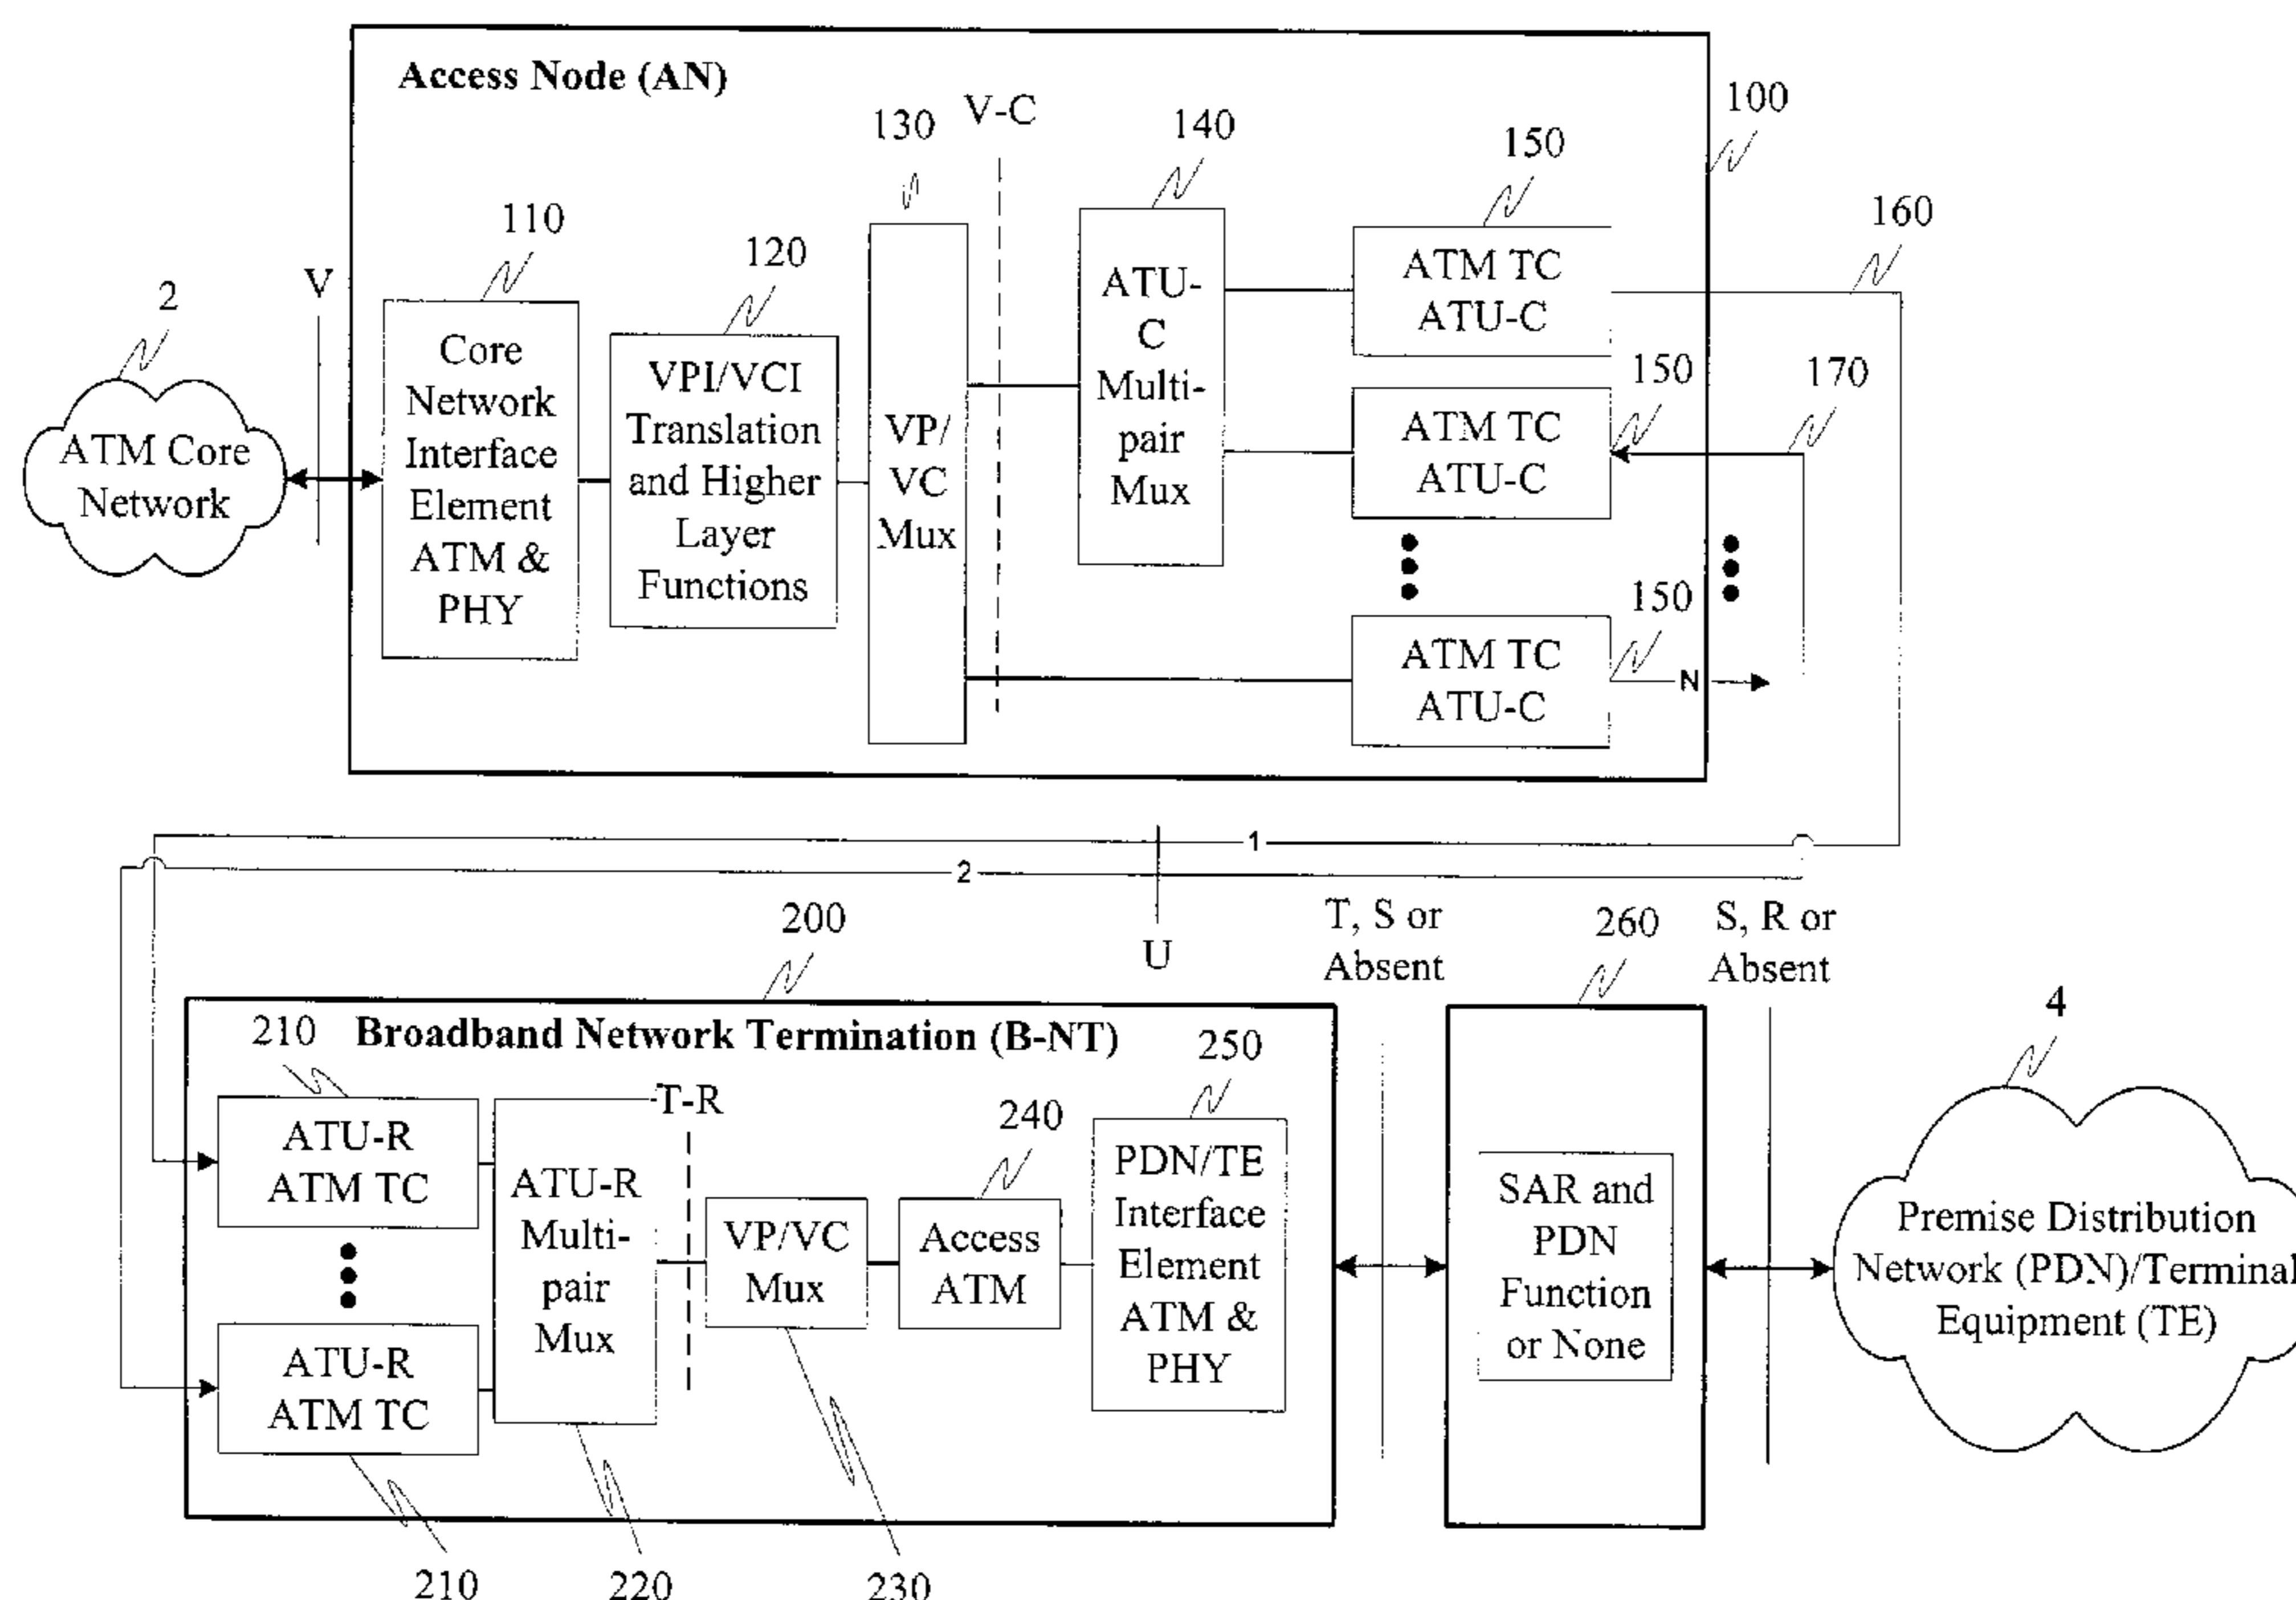 Access Node (AN)
100
V-C
130
140
150
160
110
120
2
V
Core
Network
Interface
Element
ATM &
PHY
VPI/VCI
Translation
and Higher
Layer
Functions
VP/
VC
Mux
ATU-
C
Multi-
pair
Mux
ATM TC
ATU-C
150
170
ATM TC
ATU-C
ATM Core
Network
150
ATM TC
ATU-C
N
1
2
U
200
T, S or
Absent
260
S, R or
Absent
4
Broadband Network Termination (B-NT)
210
T-R
240
250
ATU-R
ATM TC
ATU-R
Multi-
pair
Mux
VP/VC
Mux
Access
ATM
PDN/TE
Interface
Element
ATM &
PHY
SAR and
PDN
Function
or None
Premise Distribution
Network (PDN)/Terminal
Equipment (TE)
ATU-R
ATM TC
210
220
230